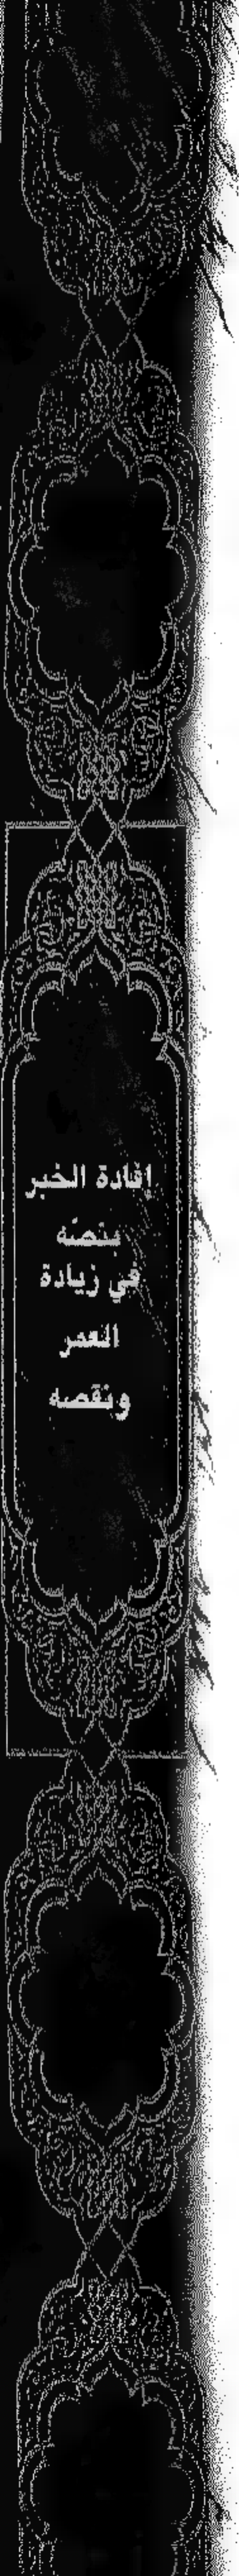 إفادة الخبر
بنصّه
في زيادة
العمر
ونقصه